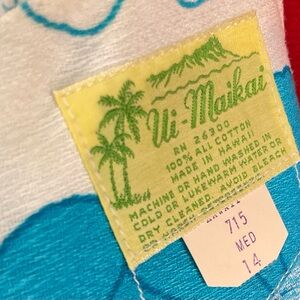 Ui-Maikai
RN 26300
100% ALL COTTON
MADE IN HAWAII
MACHINE OR HAND WASHED IN
COLD OR LUKEWARM WATER OR
DRY CLEANED. AVOID BLEACH
715
MED
14